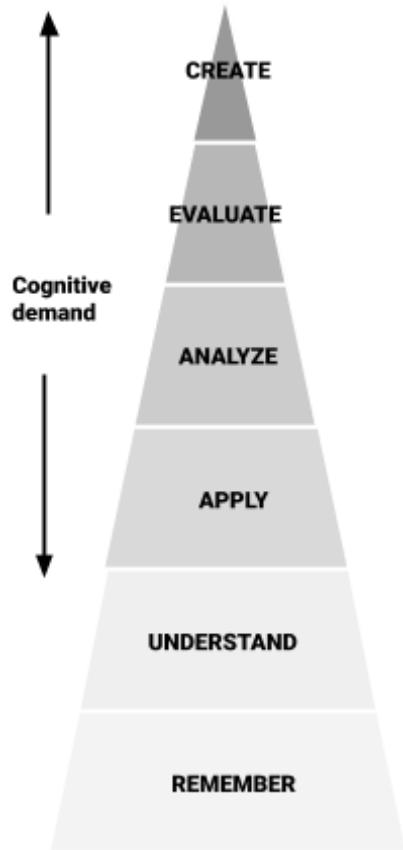 CREATE
EVALUATE
Cognitive
demand
ANALYZE
APPLY
UNDERSTAND
REMEMBER